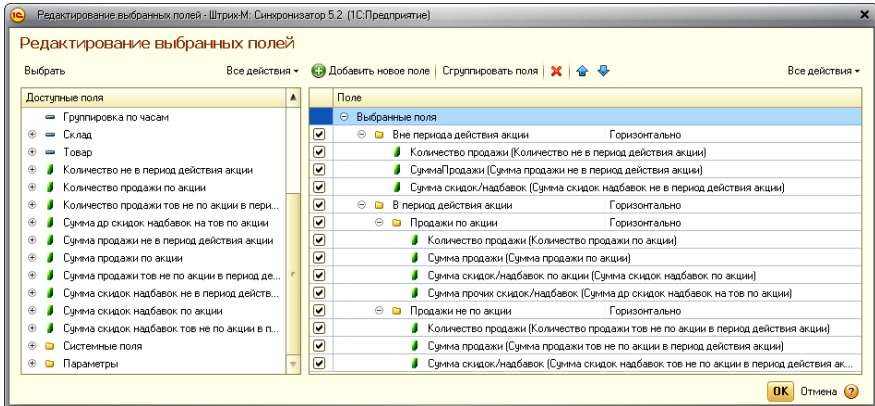 Редактирование выбранных полей - Штрих-М: Синхронизатор 5.2 (1С:Предприятие)
Редактирование выбранных полей
Выбрать Все действия Добавить новое поле Сгруппировать поля Все действия
Доступные поля
Группировка по часам
Склад
Товар
Количество не в период действия акции
Количество продажи по акции
Количество продажи тов не по акции в пери...
Сумма др скидок надбавок на тов по акции
Сумма продажи не в период действия акции
Сумма продажи по акции
Сумма продажи тов не по акции в период де...
Сумма скидок надбавок не в период действ...
Сумма скидок надбавок по акции
Сумма скидок надбавок тов не по акции в п...
Системные поля
Параметры
Поле
Выбранные поля
Вне периода действия акции Горизонтально
Количество продажи (Количество не в период действия акции)
СуммаПродажи (Сумма продажи не в период действия акции)
Сумма скидок/надбавок (Сумма скидок надбавок не в период действия акции)
В период действия акции Горизонтально
Продажи по акции Горизонтально
Количество продажи (Количество продажи по акции)
Сумма продажи (Сумма продажи по акции)
Сумма скидок/надбавок по акции (Сумма скидок надбавок по акции)
Сумма прочих скидок/надбавок (Сумма др скидок надбавок на тов по акции)
Продажи не по акции Горизонтально
Количество продажи (Количество продажи тов не по акции в период действия акции)
Сумма продажи (Сумма продажи тов не по акции в период действия акции)
Сумма скидок/надбавок (Сумма скидок надбавок тов не по акции в период действия ак...
OK Отмена ?